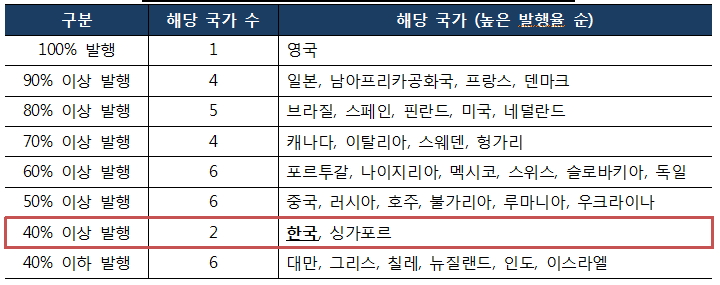 구분 해당 국가 수 해당 국가 (높은 발행율 순)
100% 발행 1 영국
90% 이상 발행 4 일본, 남아프리카공화국, 프랑스, 덴마크
80% 이상 발행 5 브라질, 스페인, 핀란드, 미국, 네덜란드
70% 이상 발행 4 캐나다, 이탈리아, 스웨덴, 헝가리
60% 이상 발행 6 포르투갈, 나이지리아, 멕시코, 스위스, 슬로바키아, 독일
50% 이상 발행 6 중국, 러시아, 호주, 불가리아, 루마니아, 우크라이나
40% 이상 발행 2 한국, 싱가포르
40% 이하 발행 6 대만, 그리스, 칠레, 뉴질랜드, 인도, 이스라엘